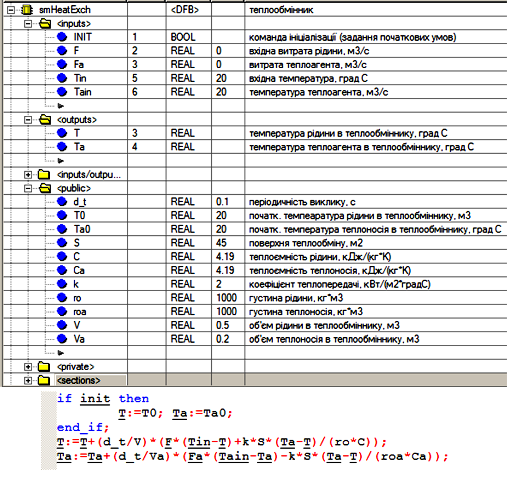 smHeatExch <DFB> теплообмінник
<inputs>
INIT 1 BOOL команда ініціалізації (задання початкових умов)
F 2 REAL 0 вхідна витрата рідини, м3/с
Fa 3 REAL 0 витрата теплоагента, м3/с
Tin 5 REAL 20 вхідна температура, град С
Tain 6 REAL 20 температура теплоагента, м3/с
<outputs>
T 3 REAL температура рідини в теплообміннику, град С
Ta 4 REAL температура теплоагента в теплообміннику, град С
<inputs/outpu...
<public>
d_t REAL 0.1 періодичність виклику, с
T0 REAL 20 початк. темпеаратура рідини в теплообміннику, м3
Ta0 REAL 20 початк. температура теплоносія в теплообміннику, град С
S REAL 45 поверхня теплообміну, м2
C REAL 4.19 теплоємність рідини, кДж/(кг*К)
Ca REAL 4.19 теплоємність теплоносія, кДж/(кг*К)
k REAL 2 коефіцієнт теплопередачі, кВт/(м2*градС)
ro REAL 1000 густина рідини, кг*м3
roa REAL 1000 густина теплоносія, кг*м3
V REAL 0.5 об'єм рідини в теплообміннику, м3
Va REAL 0.2 об'єм теплоносія в теплообміннику, м3
<private>
<sections>
if init then
T:=T0; Ta:=Ta0;
end_if;
T:=T+(d_t/V)*(F*(Tin-T)+k*S*(Ta-T)/(ro*C));
Ta:=Ta+(d_t/Va)*(Fa*(Tain-Ta)-k*S*(Ta-T)/(roa*Ca));